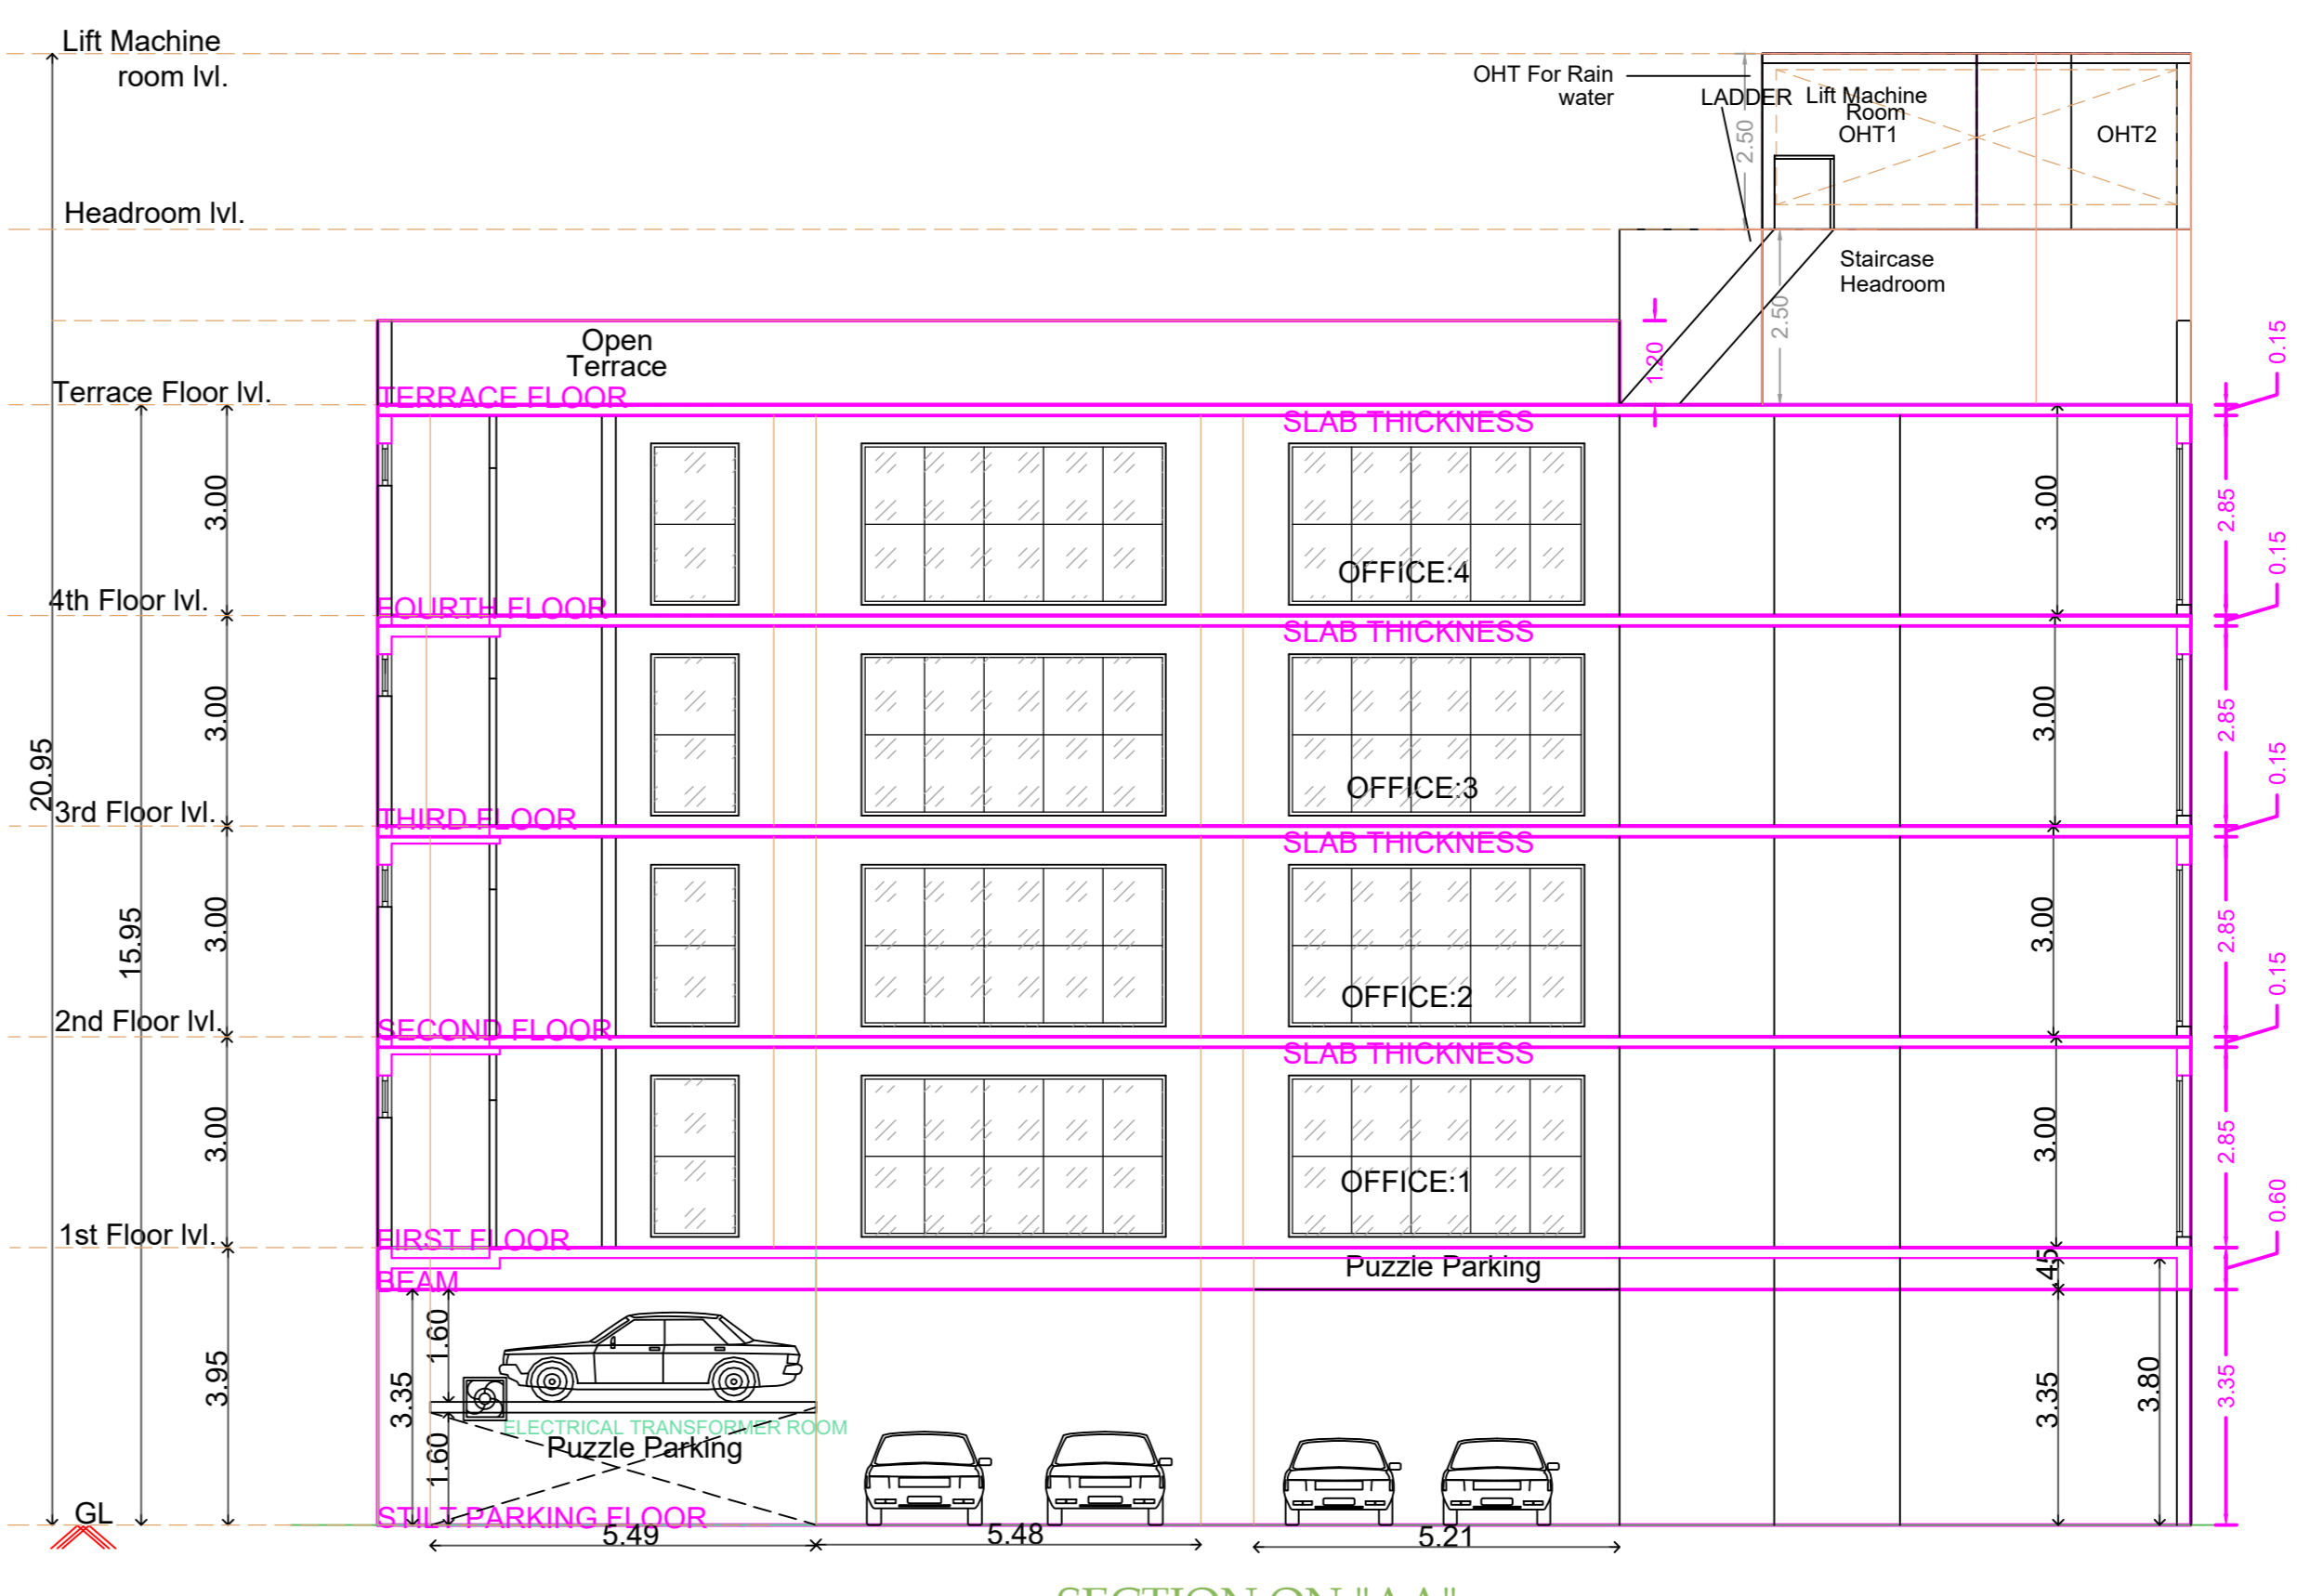 Lift Machine
room lvl.
OHT For Rain
water
LADDER
Lift Machine
Room
OHT1
OHT2
2.50
Headroom lvl.
Staircase
Headroom
2.50
Open
Terrace
1.20
0.15
Terrace Floor lvl.
TERRACE FLOOR
SLAB THICKNESS
3.00
3.00
2.85
0.15
OFFICE:4
4th Floor lvl.
FOURTH FLOOR
SLAB THICKNESS
3.00
3.00
2.85
0.15
20.95
OFFICE:3
3rd Floor lvl.
THIRD FLOOR
SLAB THICKNESS
15.95
3.00
3.00
2.85
0.15
OFFICE:2
2nd Floor lvl.
SECOND FLOOR
SLAB THICKNESS
3.00
3.00
2.85
0.60
OFFICE:1
1st Floor lvl.
FIRST FLOOR
Puzzle Parking
.45
BEAM
1.60
3.95
3.35
3.35
3.80
3.35
ELECTRICAL TRANSFORMER ROOM
Puzzle Parking
1.60
GL
STILT PARKING FLOOR
5.49
5.48
5.21
SECTION ON "AA"